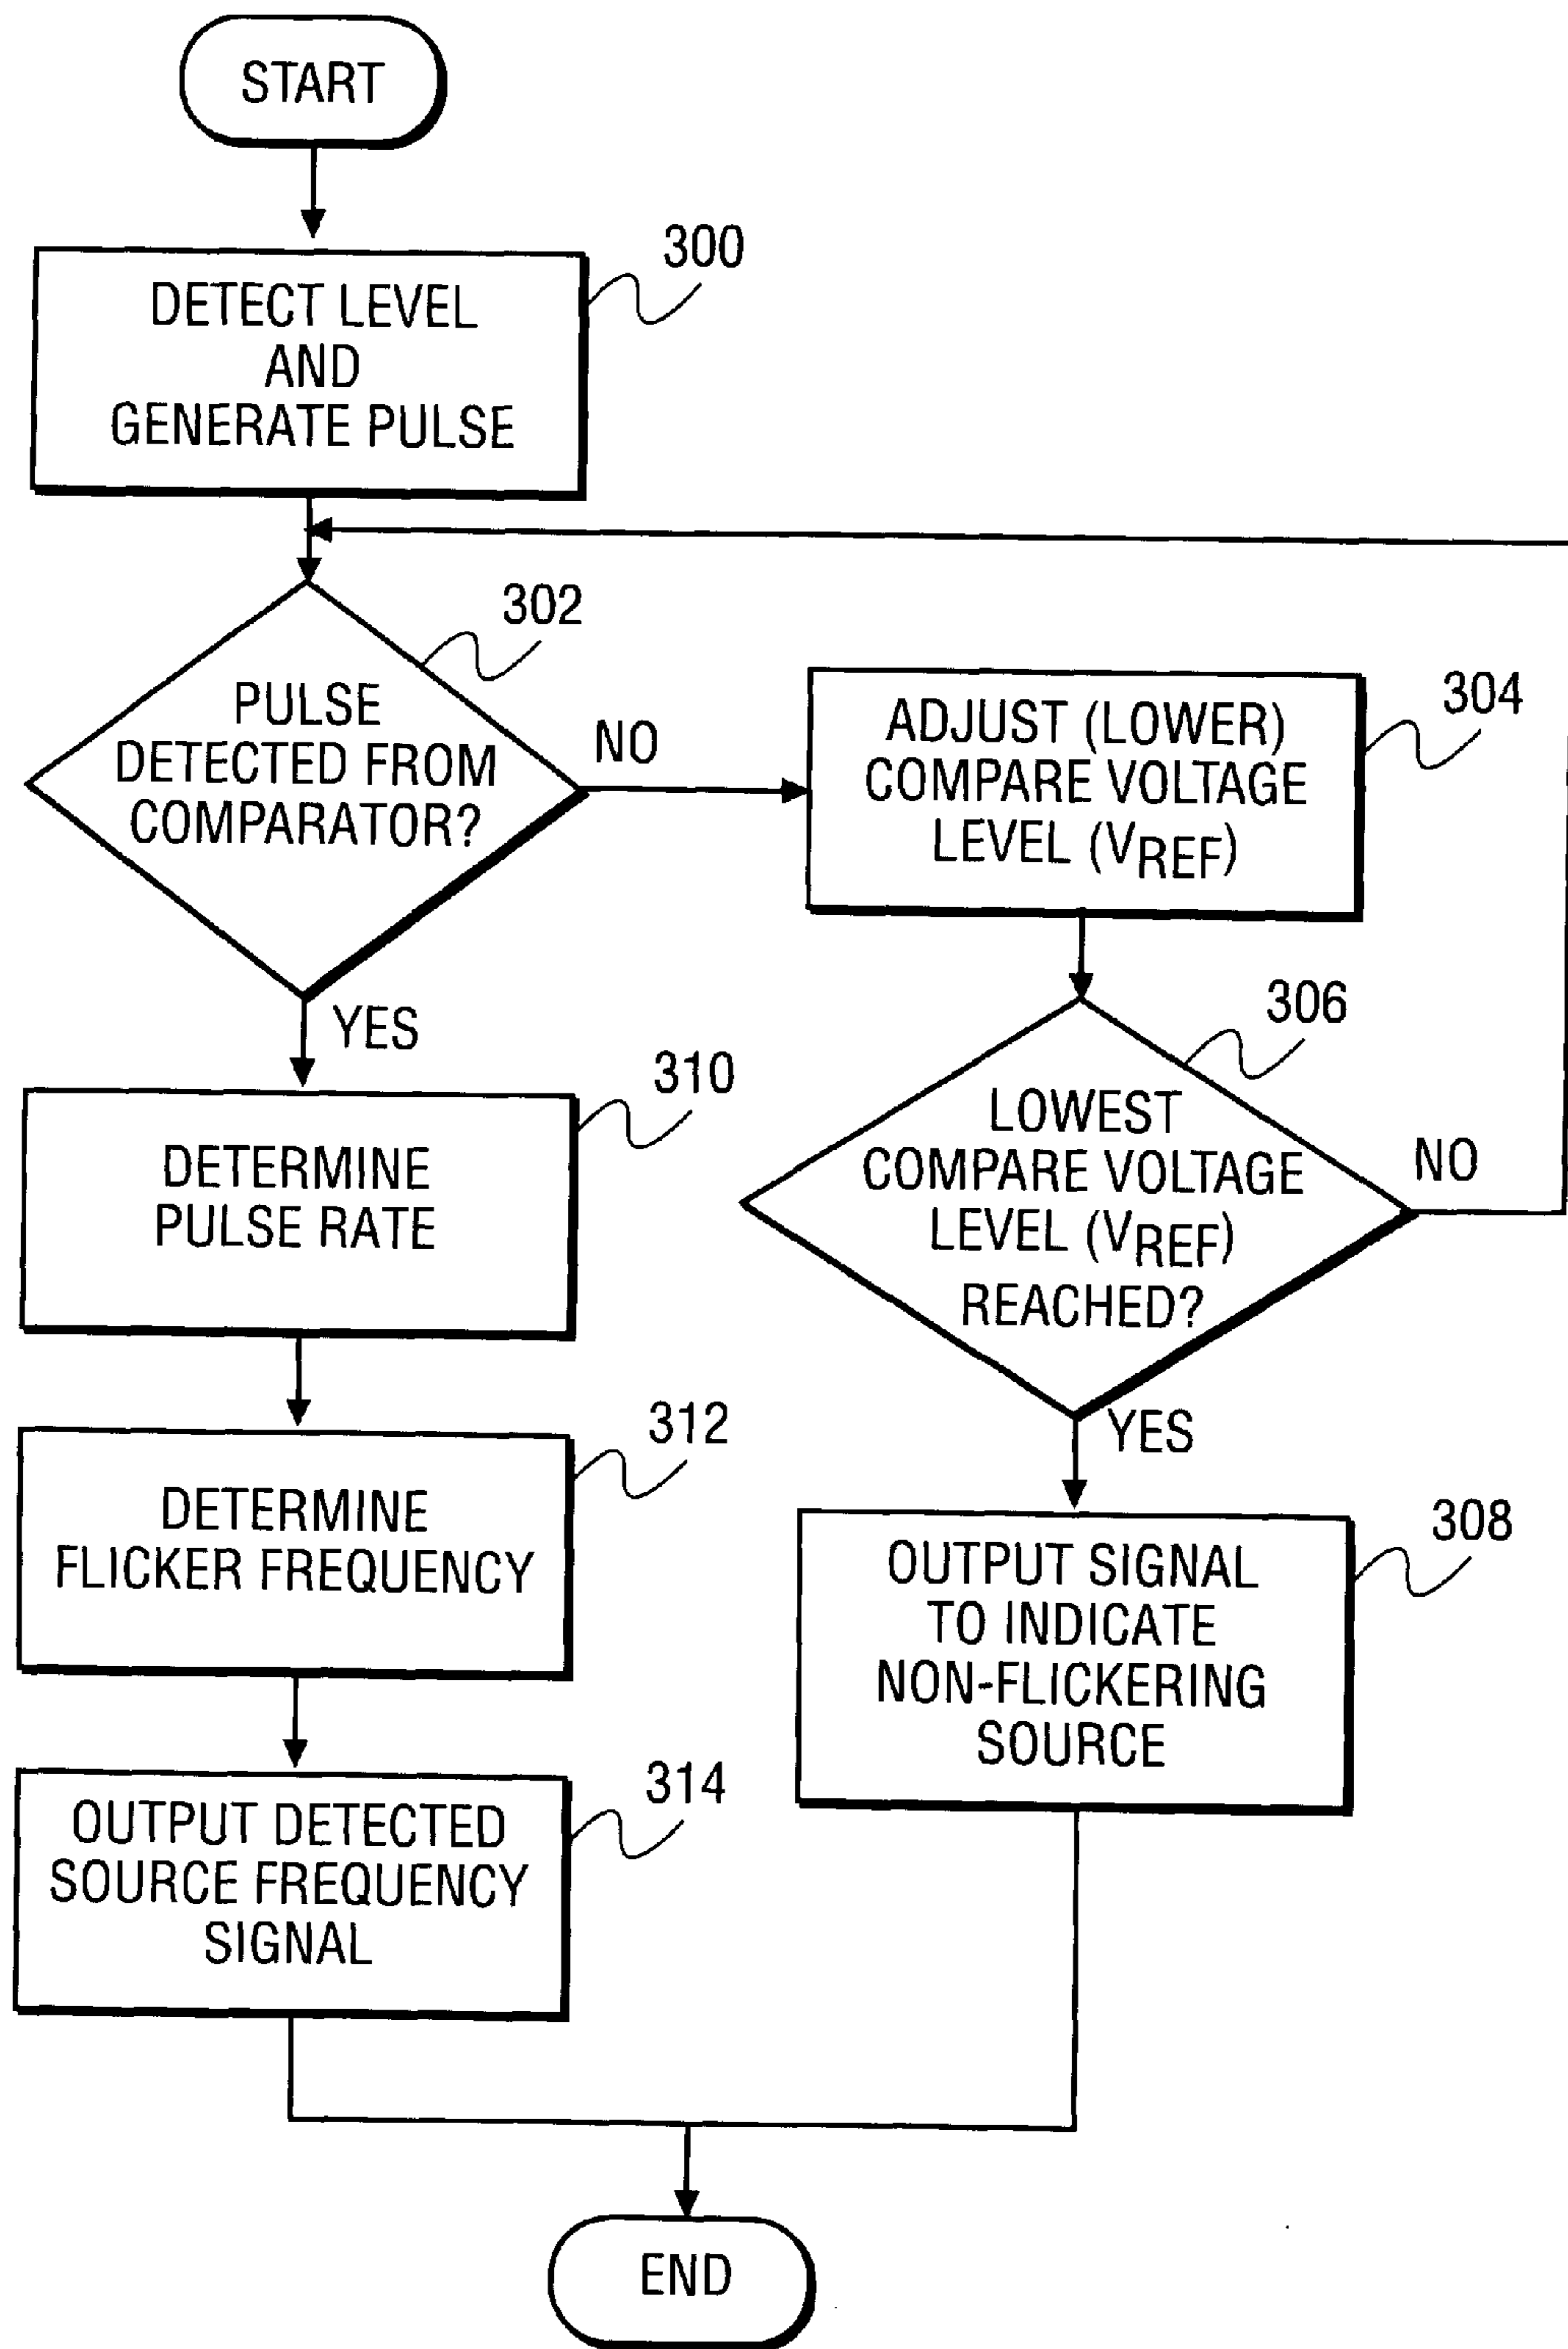 START
300
DETECT LEVEL
AND
GENERATE PULSE
302
PULSE
DETECTED FROM
COMPARATOR?
NO
304
ADJUST (LOWER)
COMPARE VOLTAGE
LEVEL (VREF)
YES
306
LOWEST
COMPARE VOLTAGE
LEVEL (VREF)
REACHED?
NO
YES
310
DETERMINE
PULSE RATE
312
DETERMINE
FLICKER FREQUENCY
308
OUTPUT SIGNAL
TO INDICATE
NON-FLICKERING
SOURCE
314
OUTPUT DETECTED
SOURCE FREQUENCY
SIGNAL
END